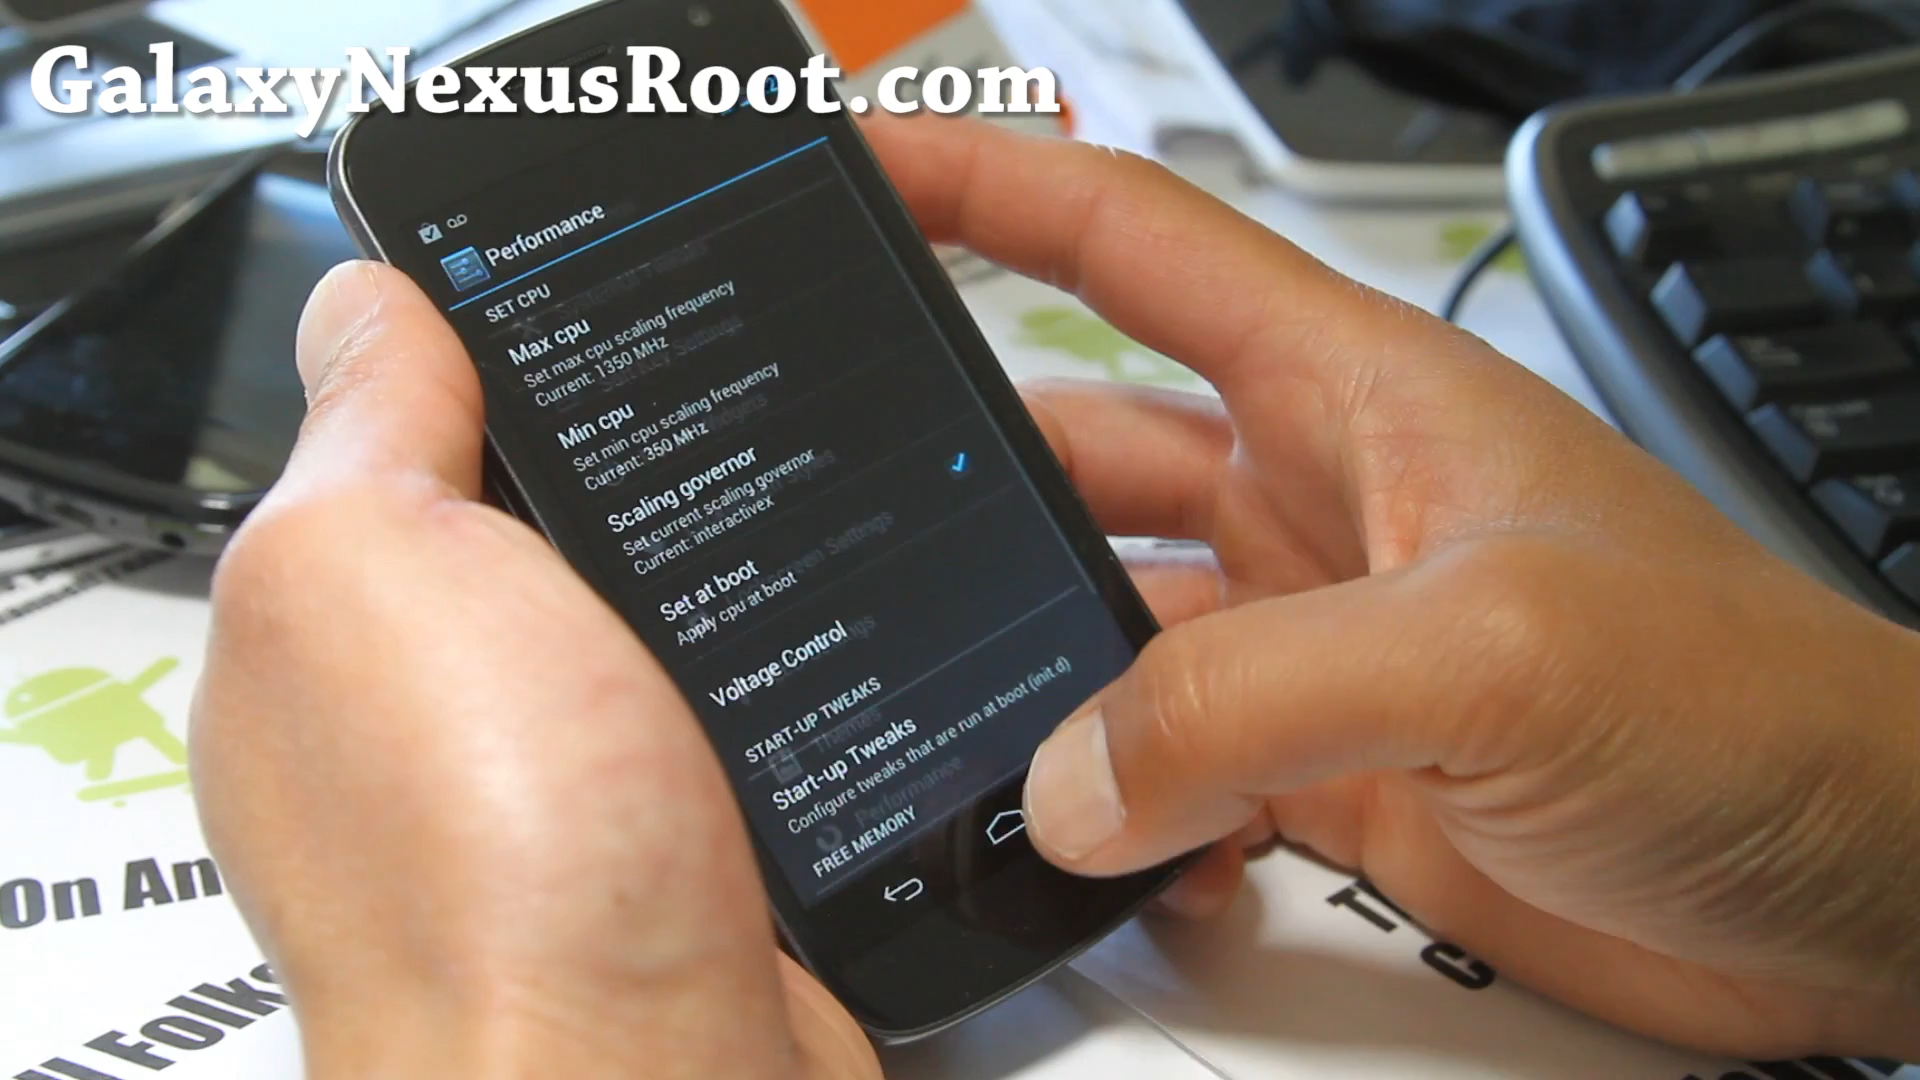 GalaxyNexusRoot.com
Performance
SET CPU
Max cpu
Set max cpu scaling frequency
Current: 1350 MHz
Min cpu
Set min cpu scaling frequency
Current: 350 MHz
Scaling governor
Set current scaling governor
Current: interactivex
Set at boot
Apply cpu at boot
Voltage Control
START-UP TWEAKS
Start-up Tweaks
Configure tweaks that are run at boot (init.d)
FREE MEMORY
Themes
Performance
On An
Folks